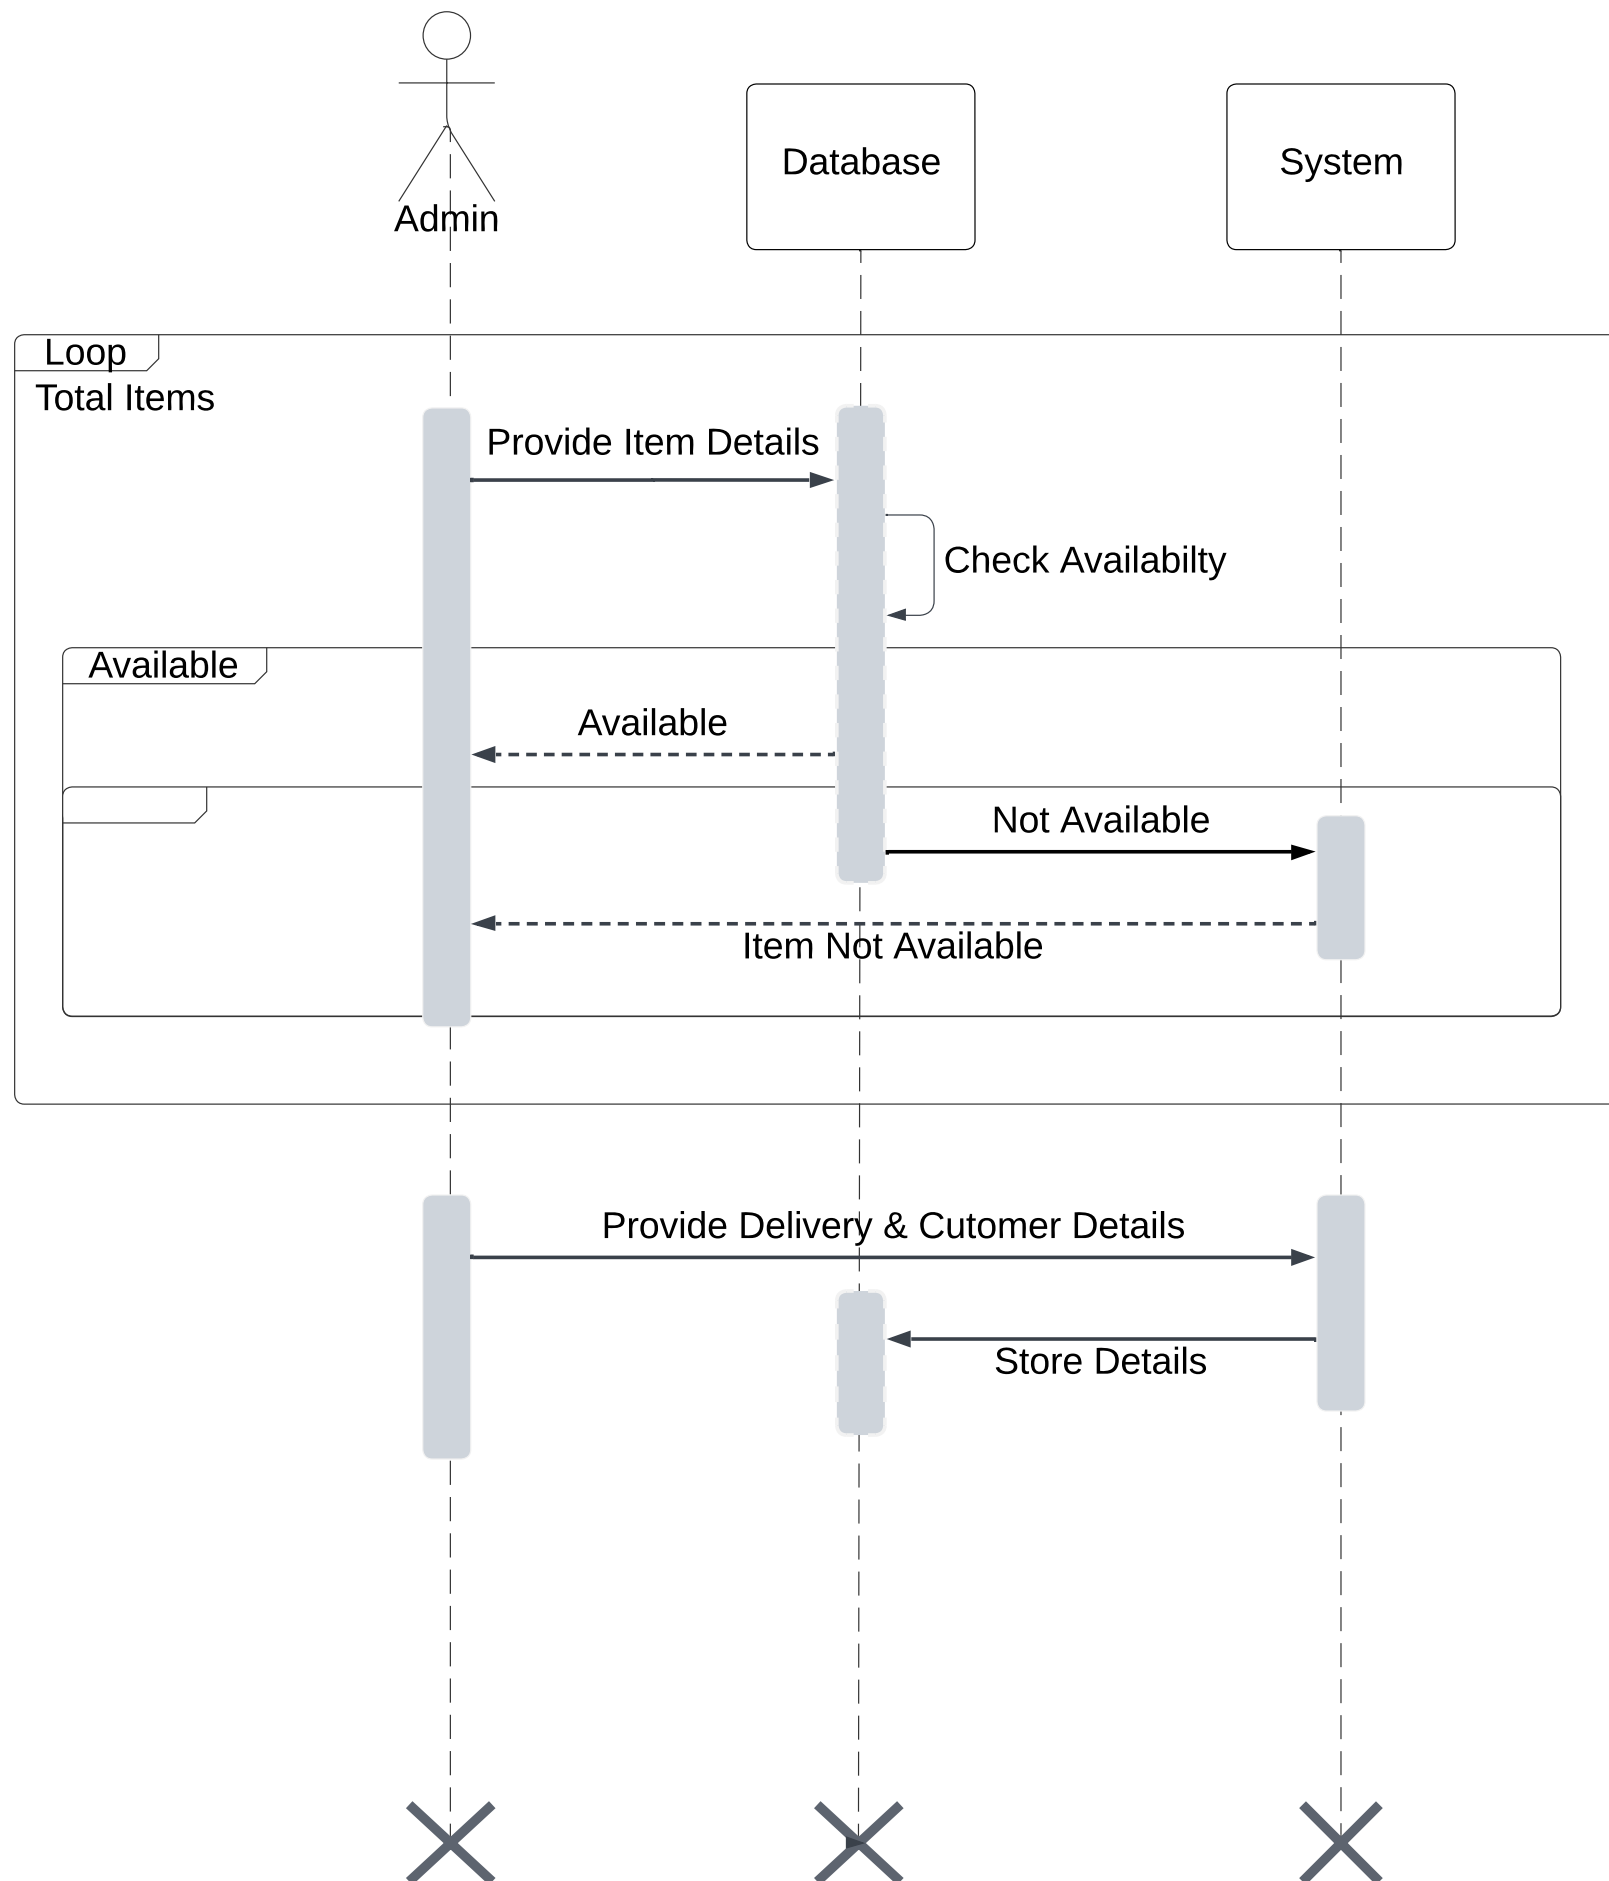 Admin
Database
System
Loop
Total Items
Provide Item Details
Check Availabilty
Available
Available
Not Available
Item Not Available
Provide Delivery & Cutomer Details
Store Details